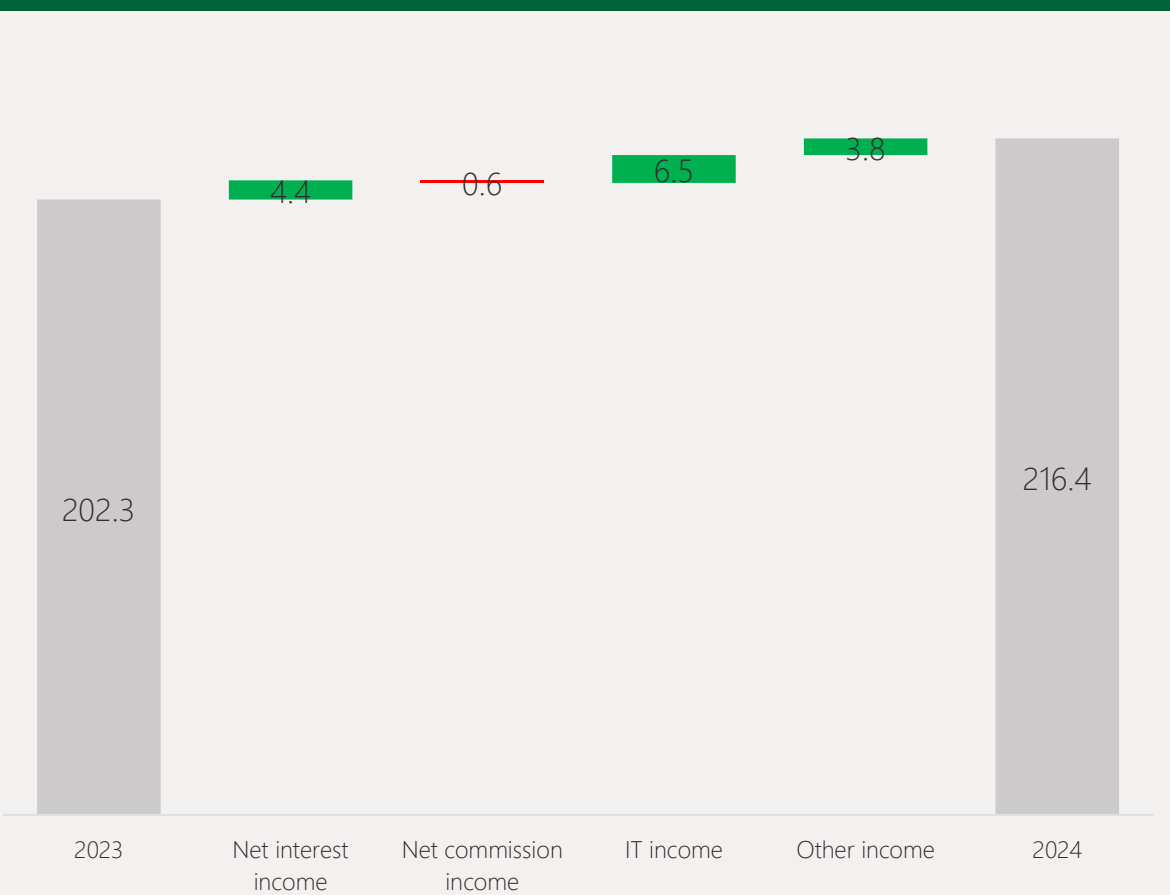 3.8
6.5
0.6
4.4
216.4
202.3
2023
Net interest
income
Net commission
income
IT income
Other income
2024